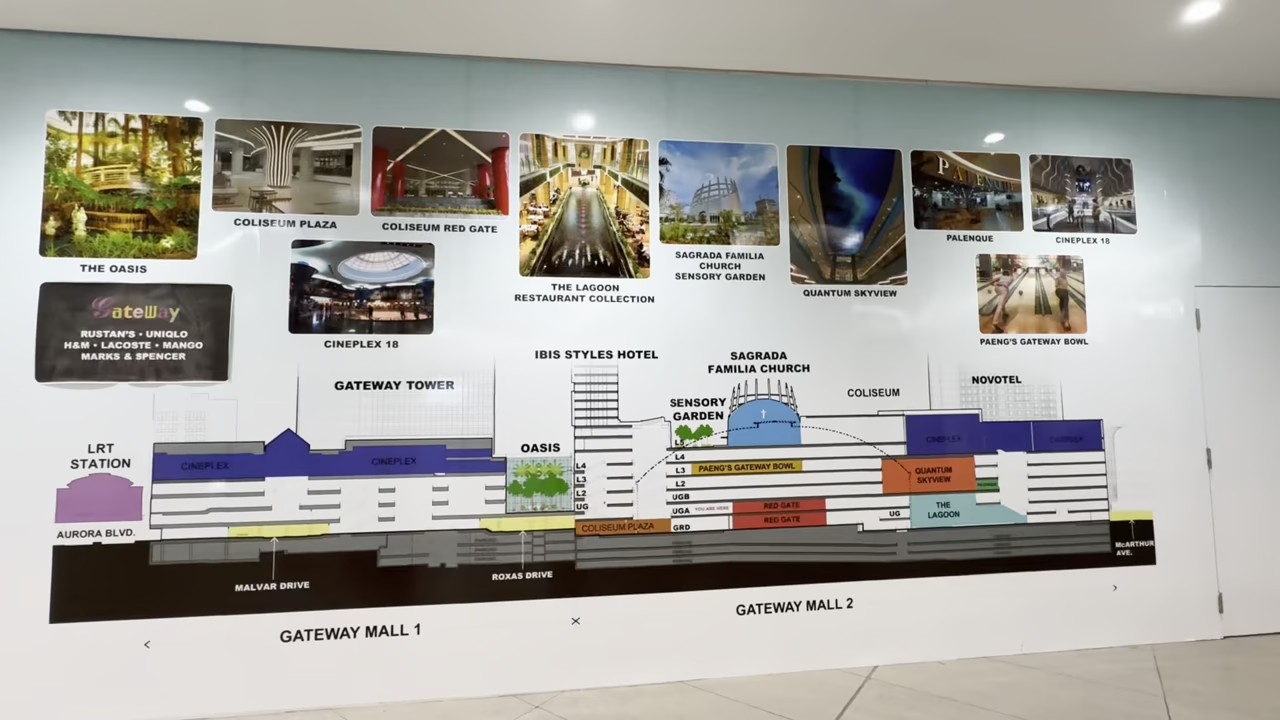 PALENQUE
THE OASIS
COLISEUM PLAZA
COLISEUM RED GATE
THE LAGOON
RESTAURANT COLLECTION
SAGRADA FAMILIA
CHURCH
SENSORY GARDEN
QUANTUM SKYVIEW
CINEPLEX 18
CINEPLEX 18
PAENG'S GATEWAY BOWL
GateWay
RUSTAN'S • UNIQLO
H&M • LACOSTE • MANGO
MARKS & SPENCER
GATEWAY TOWER
IBIS STYLES HOTEL
SAGRADA
FAMILIA CHURCH
SENSORY
GARDEN
COLISEUM
NOVOTEL
LRT
STATION
AURORA BLVD.
CINEPLEX
CINEPLEX
OASIS
L4
L3
L2
UG
COLISEUM PLAZA
L5
L4
L3
L2
UGB
UGA
GRD
YOU ARE HERE
PAENG'S GATEWAY BOWL
RED GATE
RED GATE
UG
CINEPLEX
CINEPLEX
QUANTUM
SKYVIEW
THE
LAGOON
McARTHUR
AVE.
MALVAR DRIVE
ROXAS DRIVE
GATEWAY MALL 1
GATEWAY MALL 2